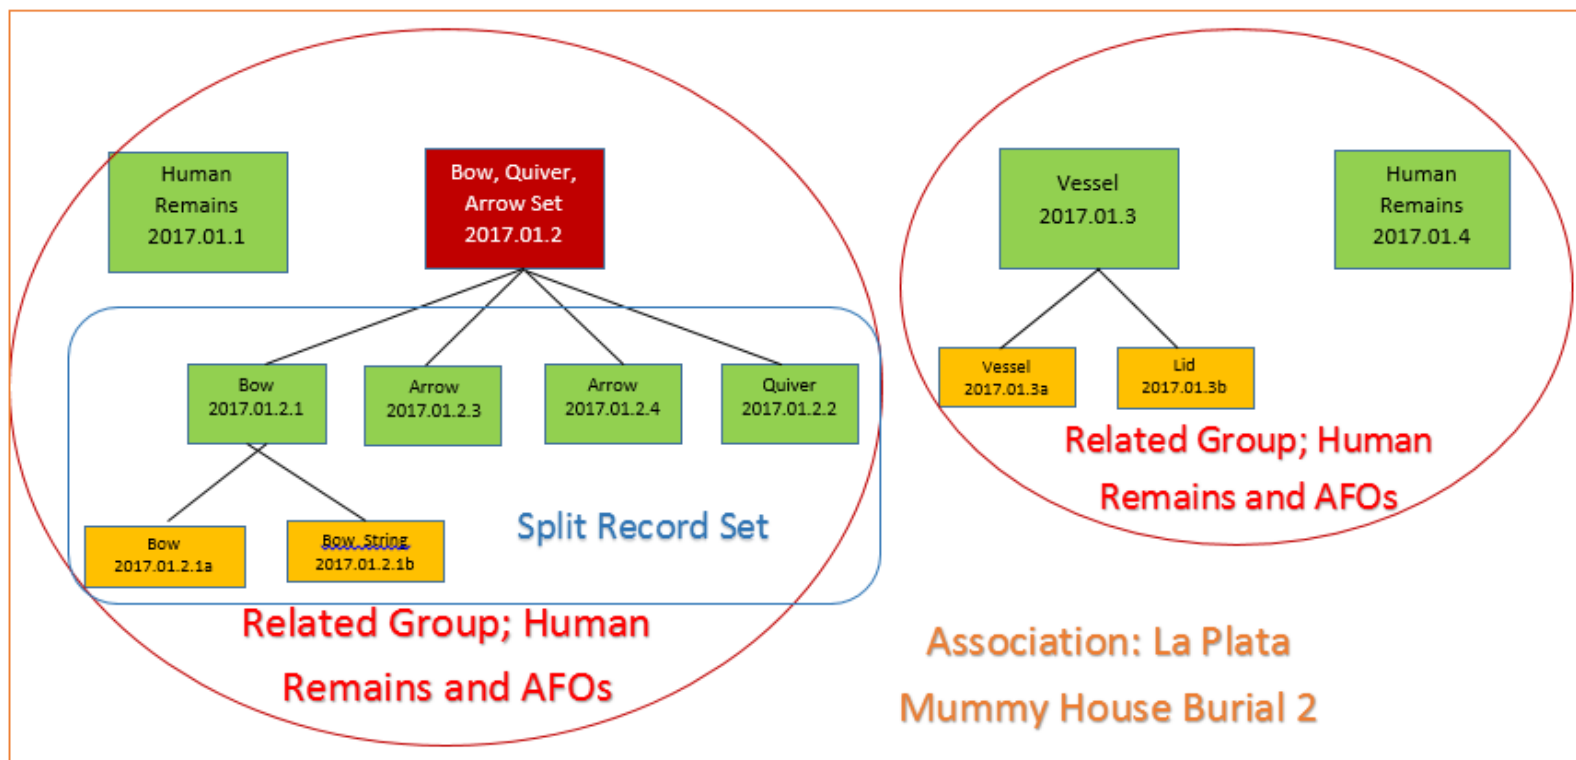 Human
Remains
2017.01.1
Bow, Quiver,
Arrow Set
2017.01.2
Bow
2017.01.2.1
Arrow
2017.01.2.3
Arrow
2017.01.2.4
Quiver
2017.01.2.2
Bow
2017.01.2.1a
Bow String
2017.01.2.1b
Split Record Set
Related Group; Human
Remains and AFOs
Vessel
2017.01.3
Human
Remains
2017.01.4
Vessel
2017.01.3a
Lid
2017.01.3b
Related Group; Human
Remains and AFOs
Association: La Plata
Mummy House Burial 2